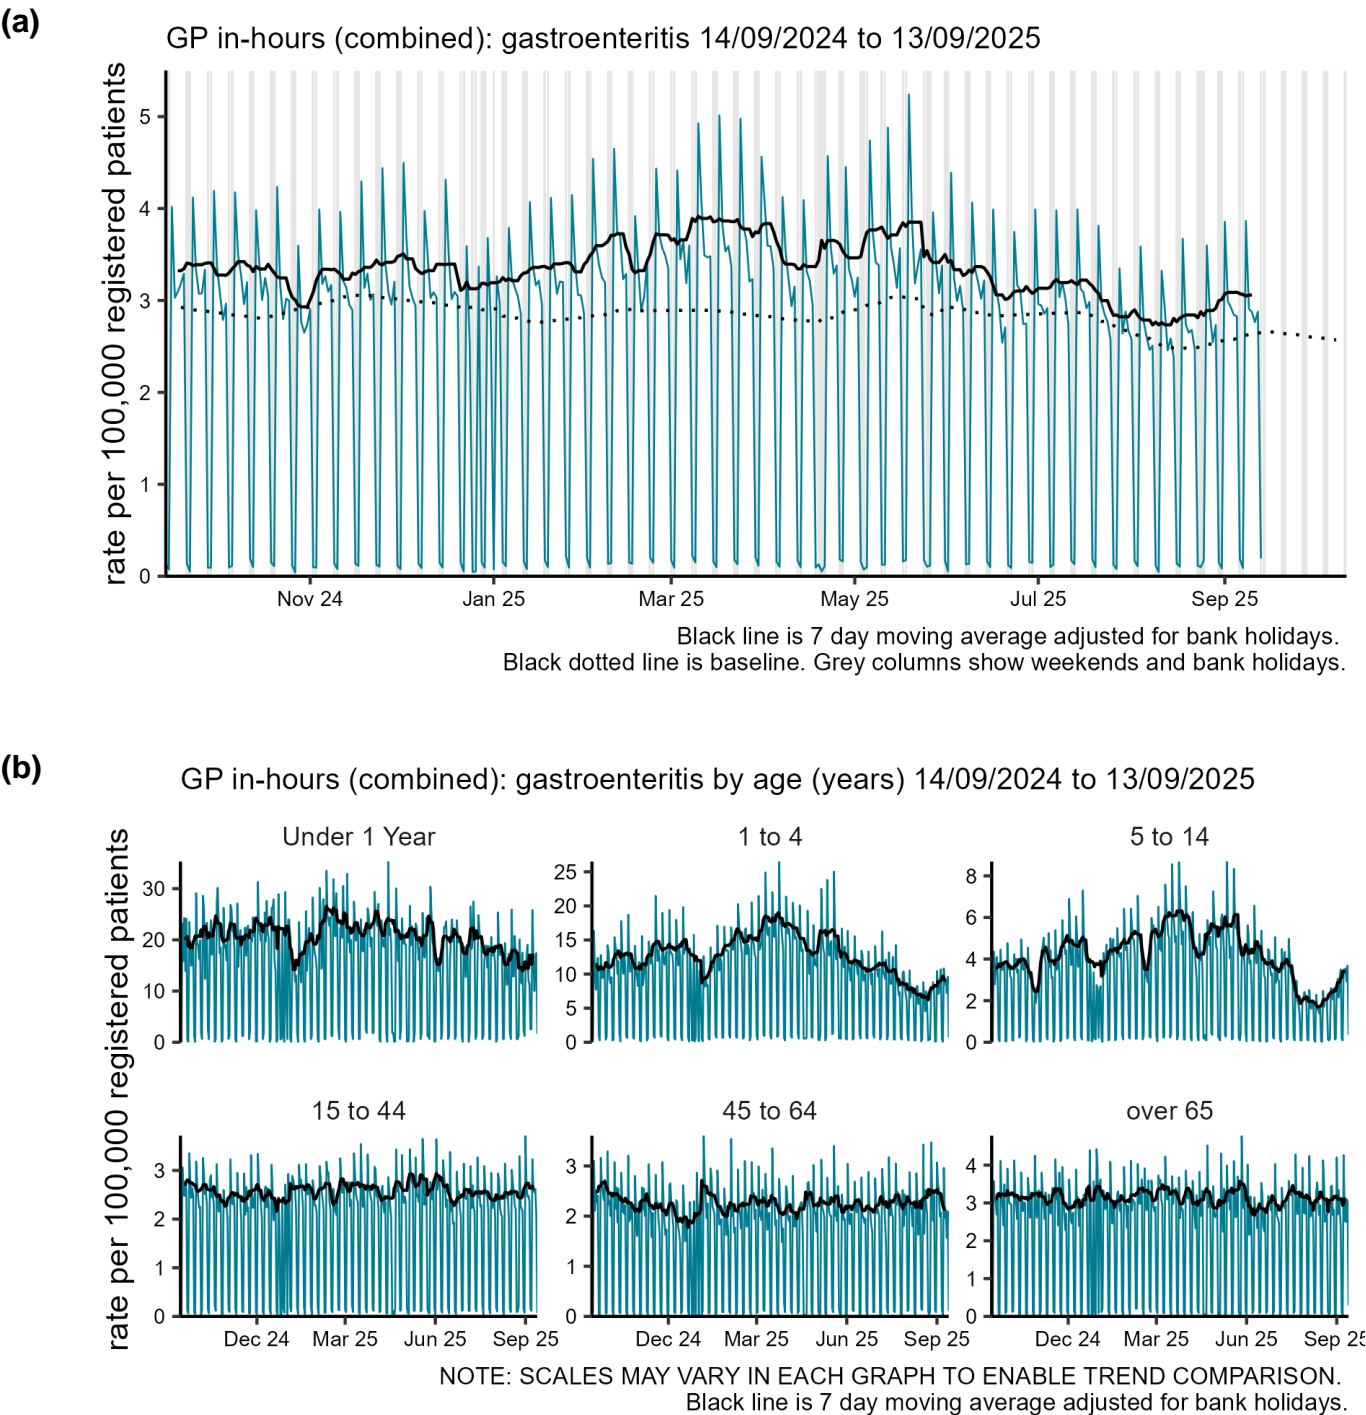 (a)
GP in-hours (combined): gastroenteritis 14/09/2024 to 13/09/2025
rate per 100,000 registered patients
5
4
3
2
1
0
Nov 24 Jan 25 Mar 25 May 25 Jul 25 Sep 25
Black line is 7 day moving average adjusted for bank holidays.
Black dotted line is baseline. Grey columns show weekends and bank holidays.
(b)
GP in-hours (combined): gastroenteritis by age (years) 14/09/2024 to 13/09/2025
rate per 100,000 registered patients
Under 1 Year
30
20
10
0
1 to 4
25
20
15
10
5
0
5 to 14
8
6
4
2
0
15 to 44
3
2
1
0
Dec 24 Mar 25 Jun 25 Sep 25
45 to 64
3
2
1
0
Dec 24 Mar 25 Jun 25 Sep 25
over 65
4
3
2
1
0
Dec 24 Mar 25 Jun 25 Sep 25
NOTE: SCALES MAY VARY IN EACH GRAPH TO ENABLE TREND COMPARISON.
Black line is 7 day moving average adjusted for bank holidays.